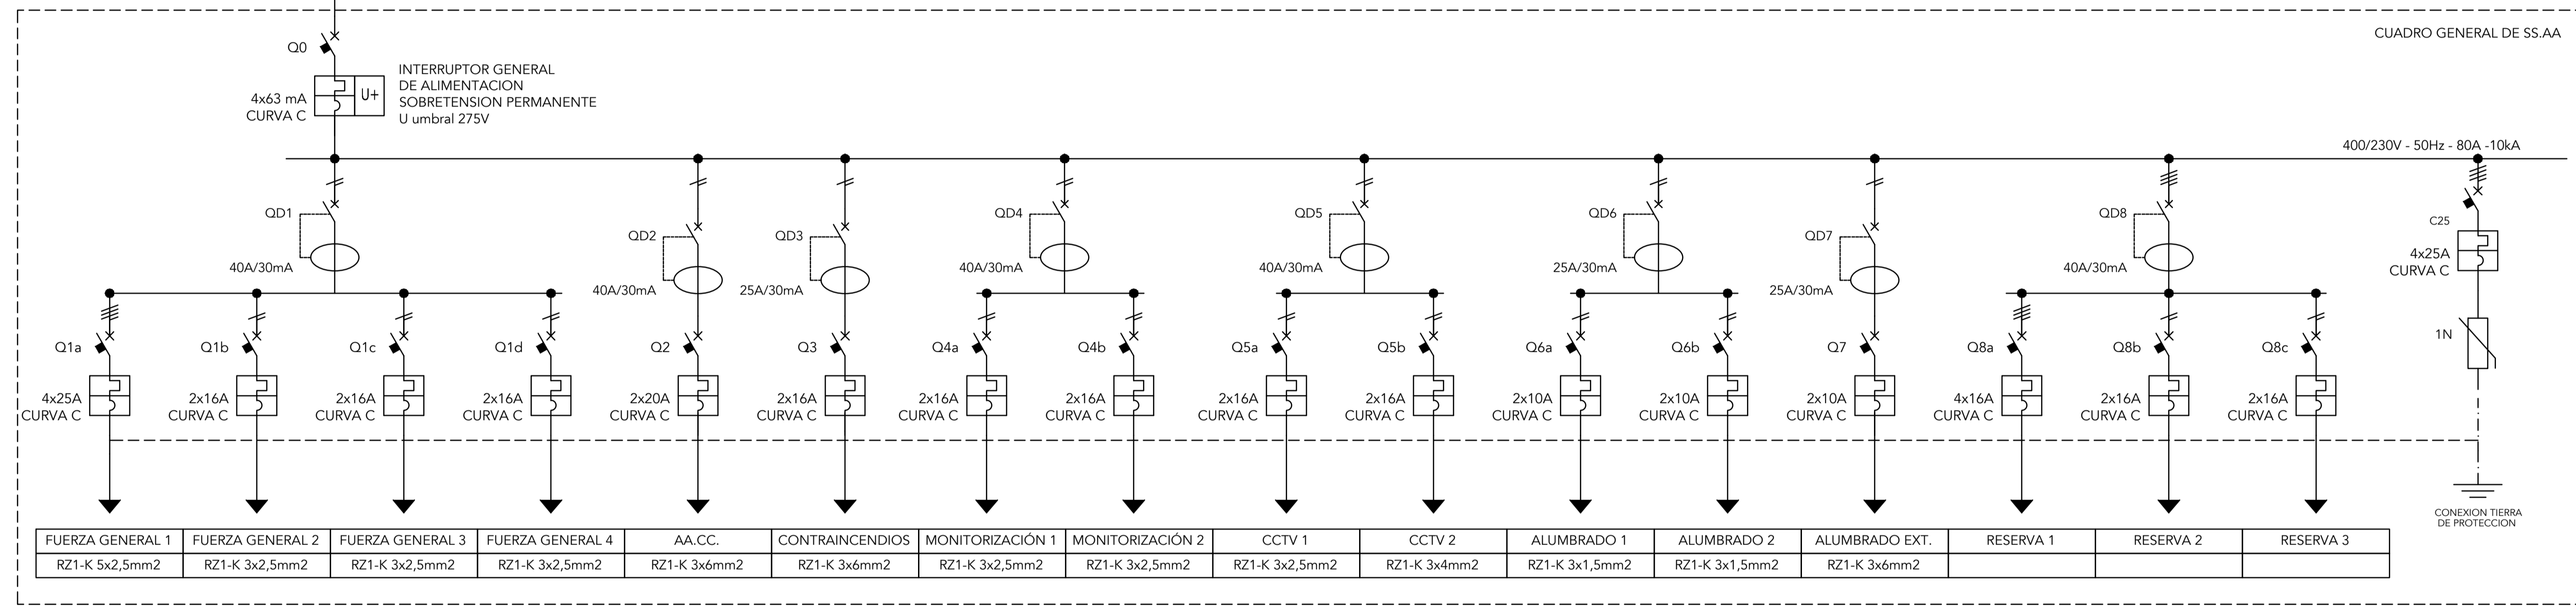 CUADRO GENERAL DE SS.AA
Q0
INTERRUPTOR GENERAL
DE ALIMENTACION
SOBRETENSION PERMANENTE
U umbral 275V
U+
4x63 mA
CURVA C
400/230V - 50Hz - 80A -10kA
QD1
40A/30mA
QD2
40A/30mA
QD3
25A/30mA
QD4
40A/30mA
QD5
40A/30mA
QD6
25A/30mA
QD7
25A/30mA
QD8
40A/30mA
C25
4x25A
CURVA C
1N
Q1a
4x25A
CURVA C
Q1b
2x16A
CURVA C
Q1c
2x16A
CURVA C
Q1d
2x16A
CURVA C
Q2
2x20A
CURVA C
Q3
2x16A
CURVA C
Q4a
2x16A
CURVA C
Q4b
2x16A
CURVA C
Q5a
2x16A
CURVA C
Q5b
2x16A
CURVA C
Q6a
2x10A
CURVA C
Q6b
2x10A
CURVA C
Q7
2x10A
CURVA C
Q8a
4x16A
CURVA C
Q8b
2x16A
CURVA C
Q8c
2x16A
CURVA C
CONEXION TIERRA
DE PROTECCION
FUERZA GENERAL 1
RZ1-K 5x2,5mm2
FUERZA GENERAL 2
RZ1-K 3x2,5mm2
FUERZA GENERAL 3
RZ1-K 3x2,5mm2
FUERZA GENERAL 4
RZ1-K 3x2,5mm2
AA.CC.
RZ1-K 3x6mm2
CONTRAINCENDIOS
RZ1-K 3x6mm2
MONITORIZACIÓN 1
RZ1-K 3x2,5mm2
MONITORIZACIÓN 2
RZ1-K 3x2,5mm2
CCTV 1
RZ1-K 3x2,5mm2
CCTV 2
RZ1-K 3x4mm2
ALUMBRADO 1
RZ1-K 3x1,5mm2
ALUMBRADO 2
RZ1-K 3x1,5mm2
ALUMBRADO EXT.
RZ1-K 3x6mm2
RESERVA 1
RESERVA 2
RESERVA 3